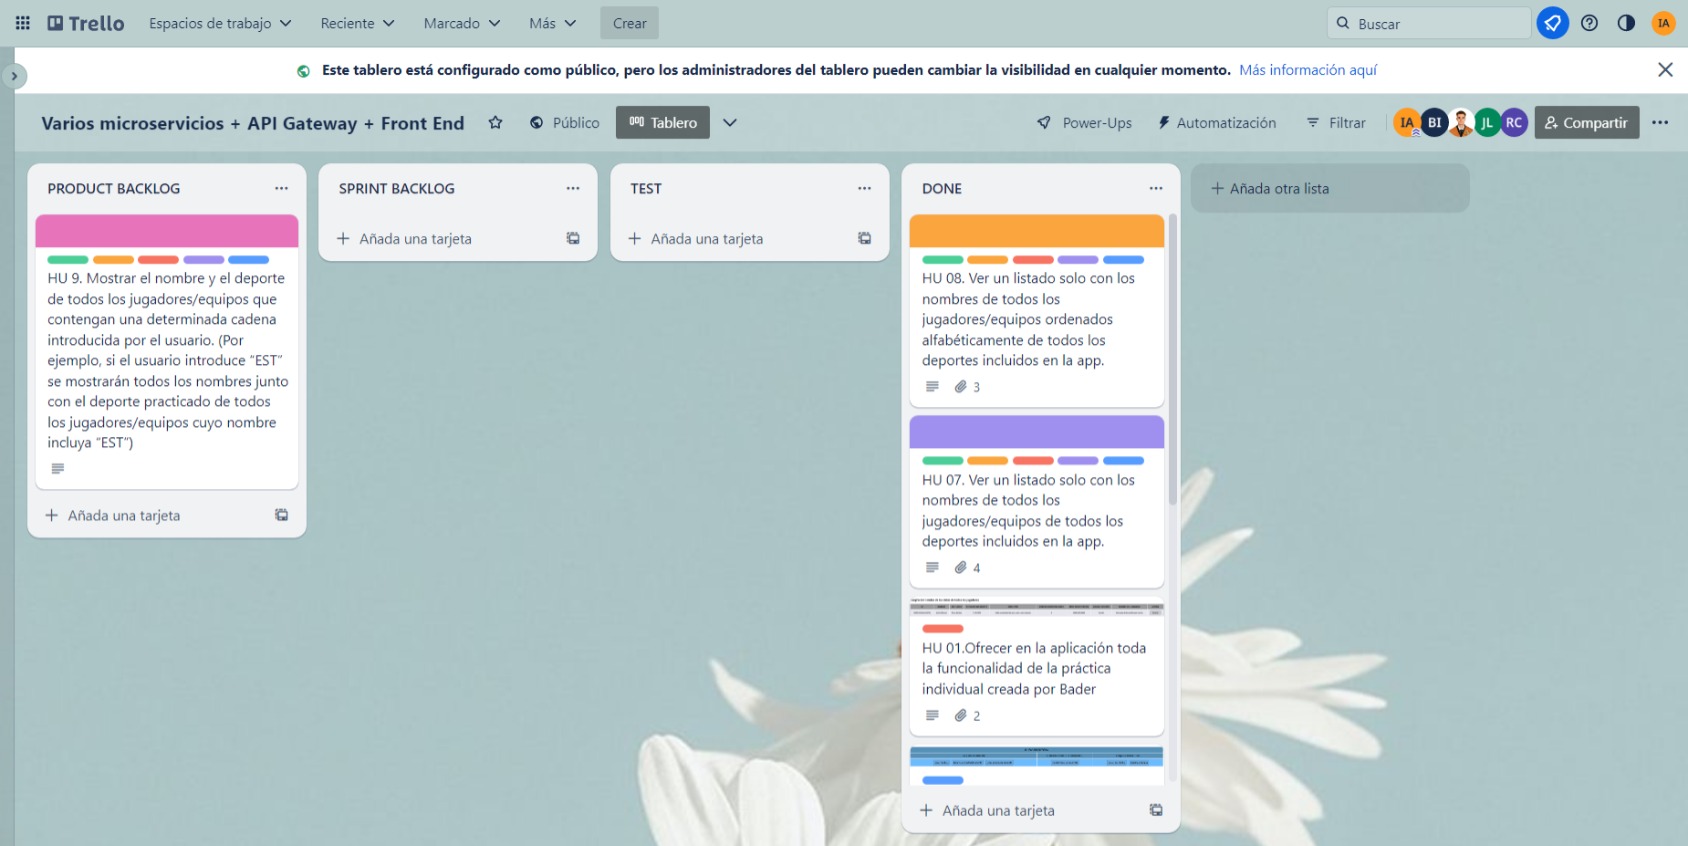 Trello
Espacios de trabajo
Reciente
Marcado
Más
Crear
Buscar
IA
Este tablero está configurado como público, pero los administradores del tablero pueden cambiar la visibilidad en cualquier momento. Más información aquí
Varios microservicios + API Gateway + Front End
Público
Tablero
Power-Ups
Automatización
Filtrar
IA
BI
JL
RC
Compartir
PRODUCT BACKLOG
HU 9. Mostrar el nombre y el deporte
de todos los jugadores/equipos que
contengan una determinada cadena
introducida por el usuario. (Por
ejemplo, si el usuario introduce “EST”
se mostrarán todos los nombres junto
con el deporte practicado de todos
los jugadores/equipos cuyo nombre
incluya “EST”)
Añada una tarjeta
SPRINT BACKLOG
Añada una tarjeta
TEST
Añada una tarjeta
DONE
HU 08. Ver un listado solo con los
nombres de todos los
jugadores/equipos ordenados
alfabéticamente de todos los
deportes incluidos en la app.
3
HU 07. Ver un listado solo con los
nombres de todos los
jugadores/equipos de todos los
deportes incluidos en la app.
4
HU 01.Ofrecer en la aplicación toda
la funcionalidad de la práctica
individual creada por Bader
2
Añada una tarjeta
Añada otra lista